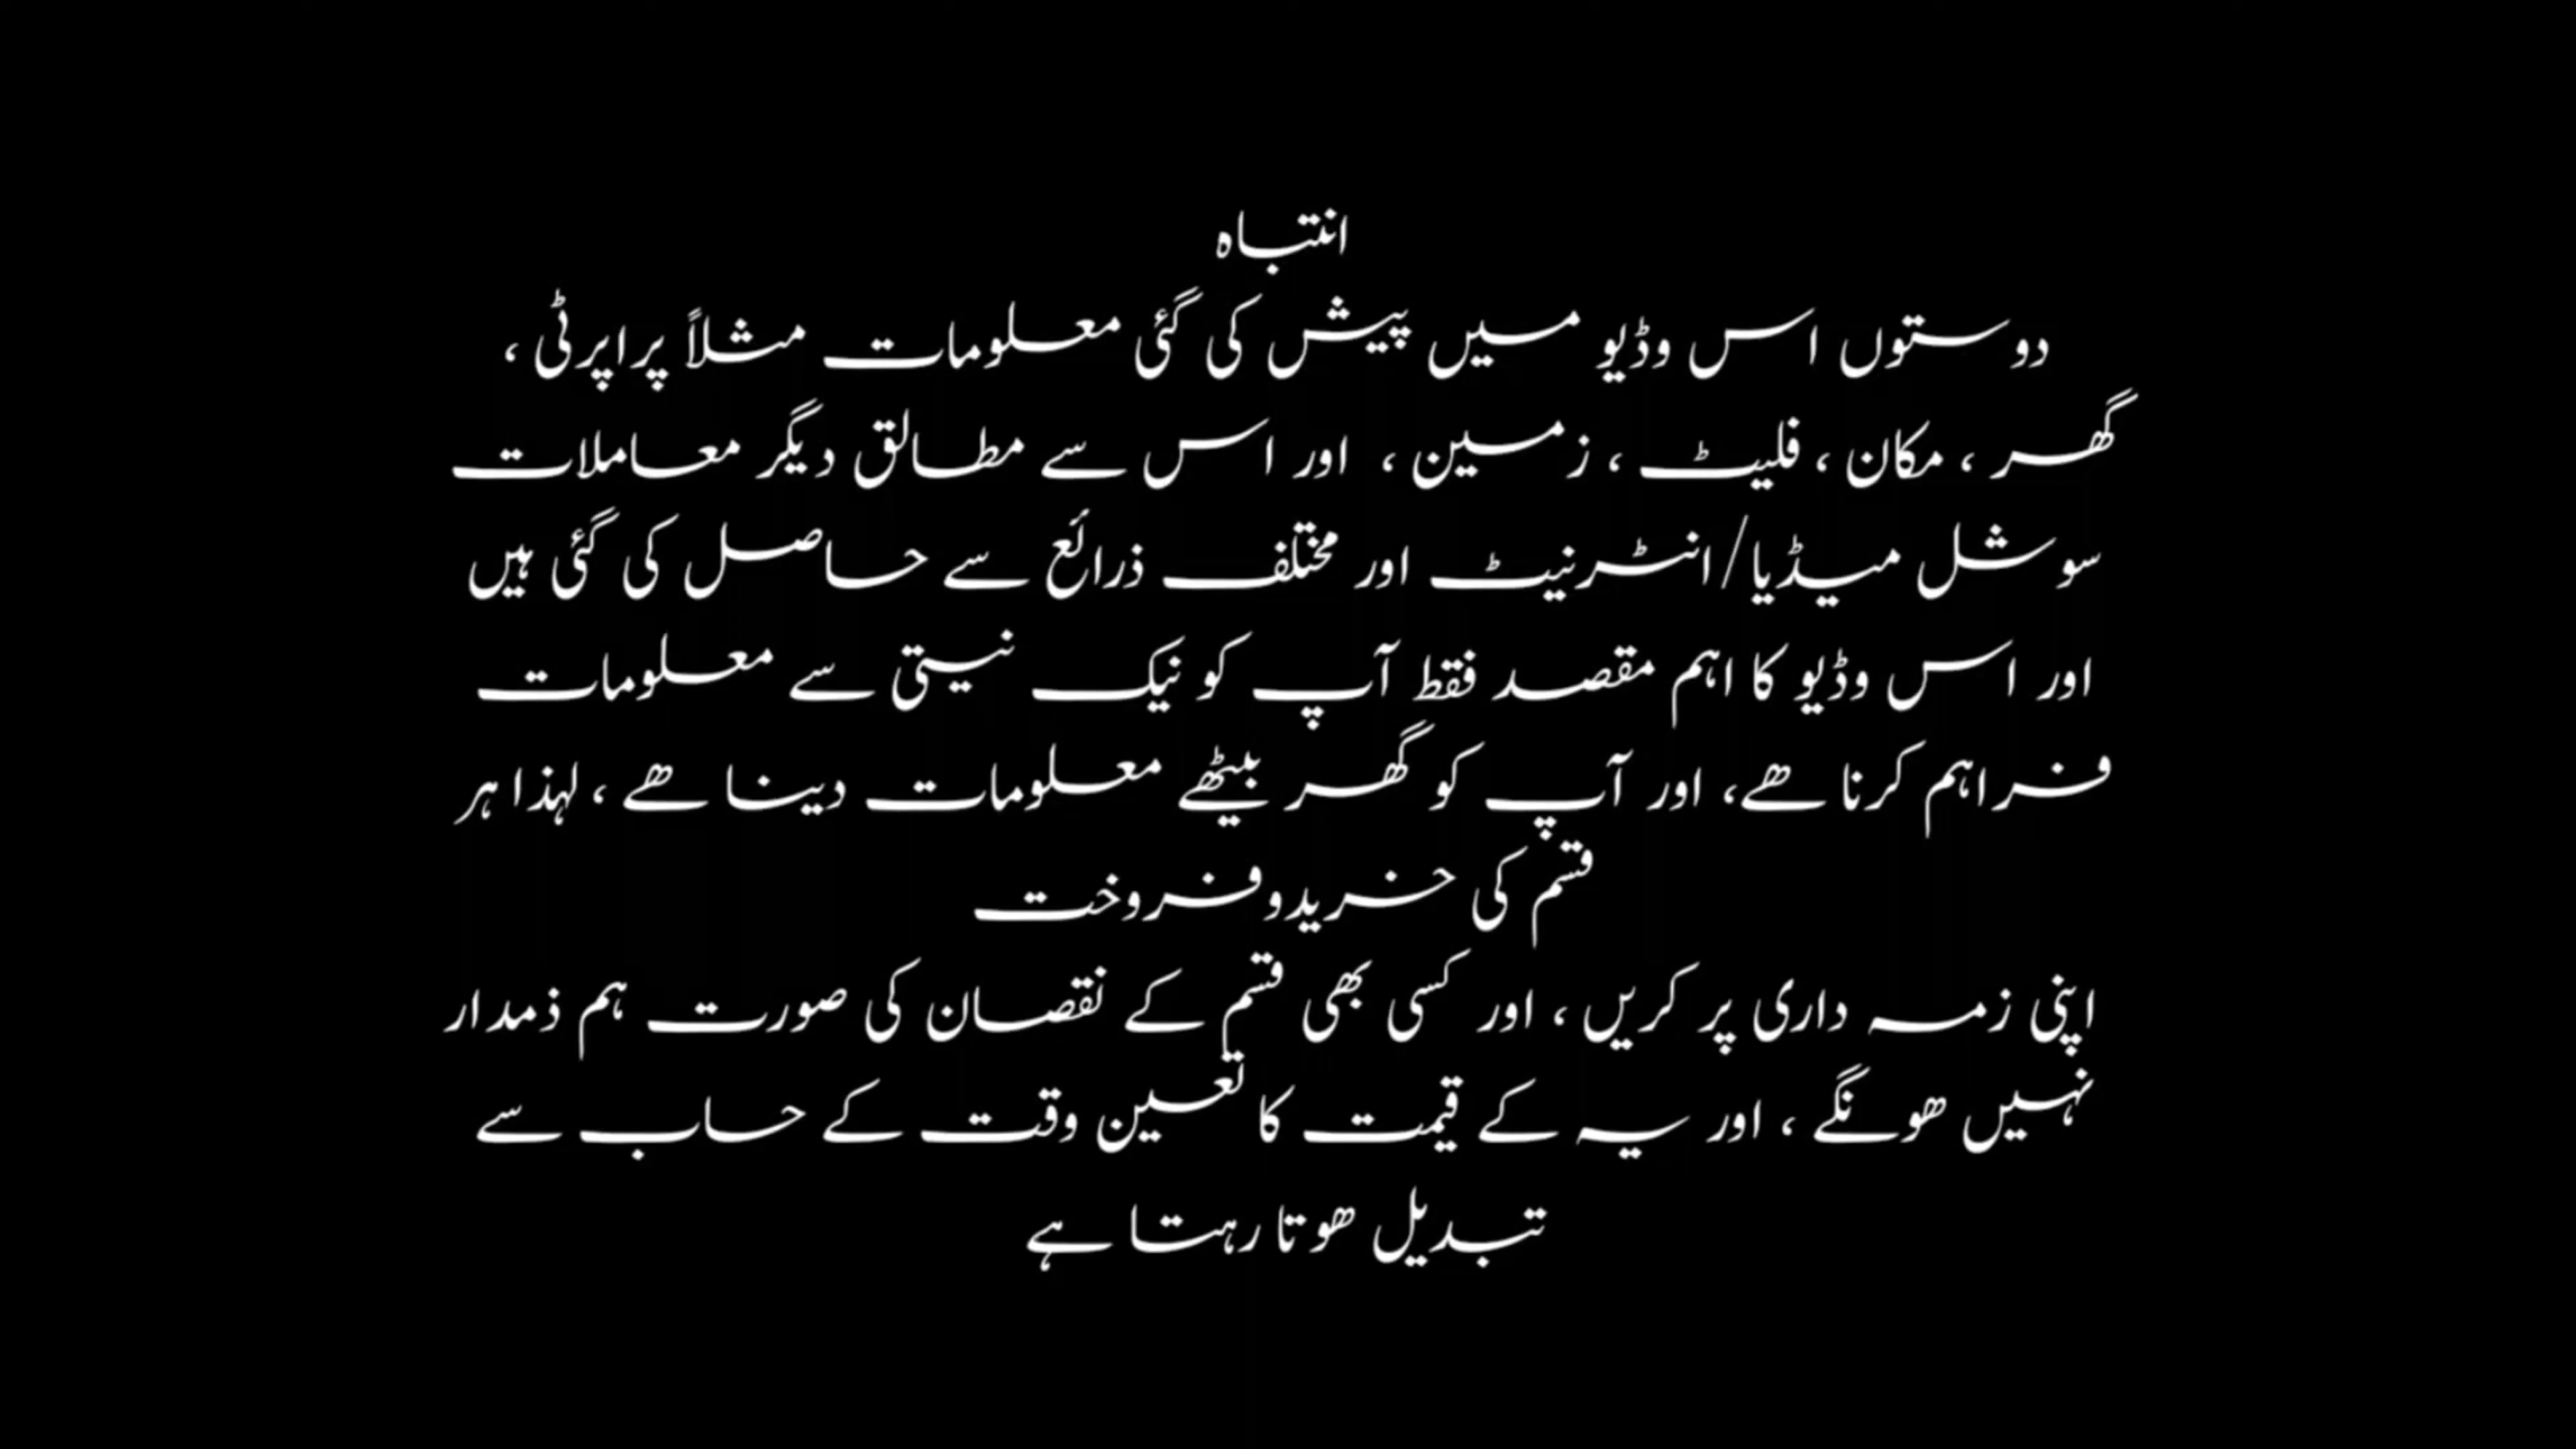 انتباہ
دوستوں اس وڈیو میں پیش کی گئی معلومات مثلاً پراپرٹی ،
گھر ، مکان ، فلیٹ ، زمین ، اور اس سے مطالق دیگر معاملات
سوشل میڈیا/انٹرنیٹ اور مختلف ذرائع سے حاصل کی گئی ہیں
اور اس وڈیو کا اہم مقصد فقط آپ کو نیک نیتی سے معلومات
فراہم کرنا ھے، اور آپ کو گھر بیٹھے معلومات دینا ھے ، لہذا ہر
قسم کی خریدوفروخت
اپنی زمہ داری پر کریں ، اور کسی بھی قسم کے نقصان کی صورت ہم ذمدار
نہیں ھونگے ، اور یہ کے قیمت کا تعین وقت کے حاب سے
تبدیل ھوتا رہتا ہے